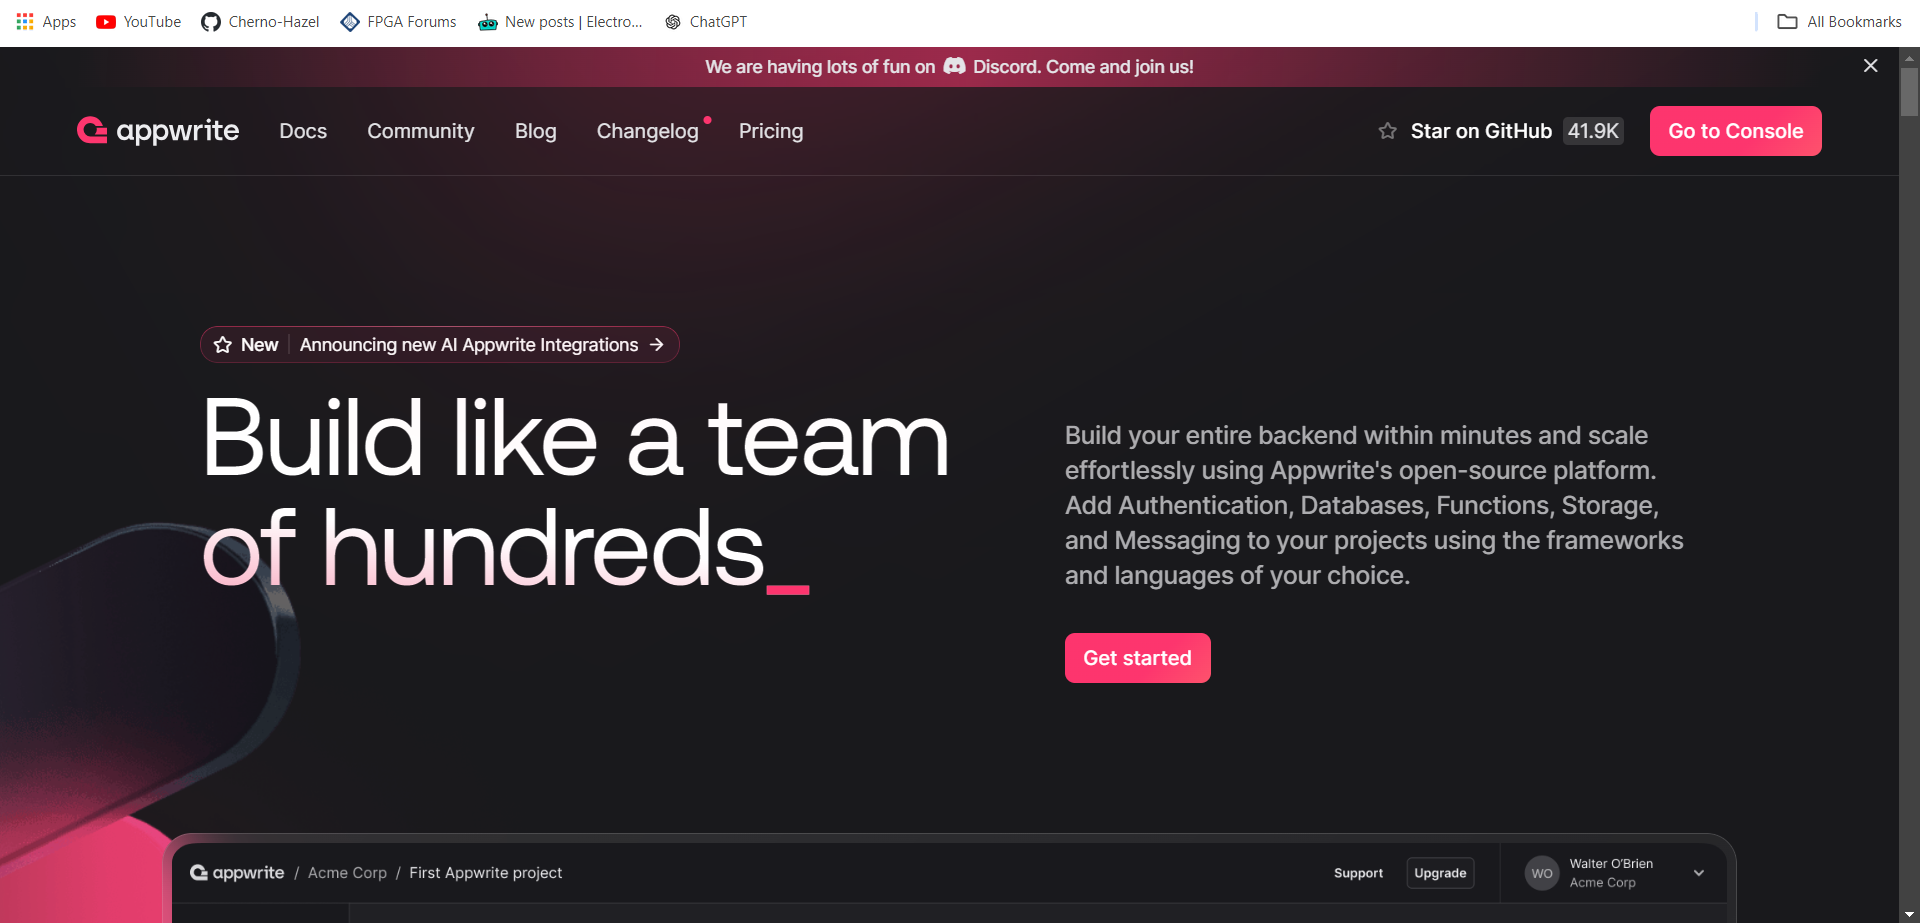 Apps YouTube Cherno-Hazel FPGA Forums New posts | Electro... ChatGPT All Bookmarks
We are having lots of fun on Discord. Come and join us!
appwrite Docs Community Blog Changelog Pricing Star on GitHub 41.9K Go to Console
New Announcing new AI Appwrite Integrations →
Build like a team
of hundreds_
Build your entire backend within minutes and scale
effortlessly using Appwrite's open-source platform.
Add Authentication, Databases, Functions, Storage,
and Messaging to your projects using the frameworks
and languages of your choice.
Get started
appwrite / Acme Corp / First Appwrite project Support Upgrade WO Walter O'Brien
Acme Corp